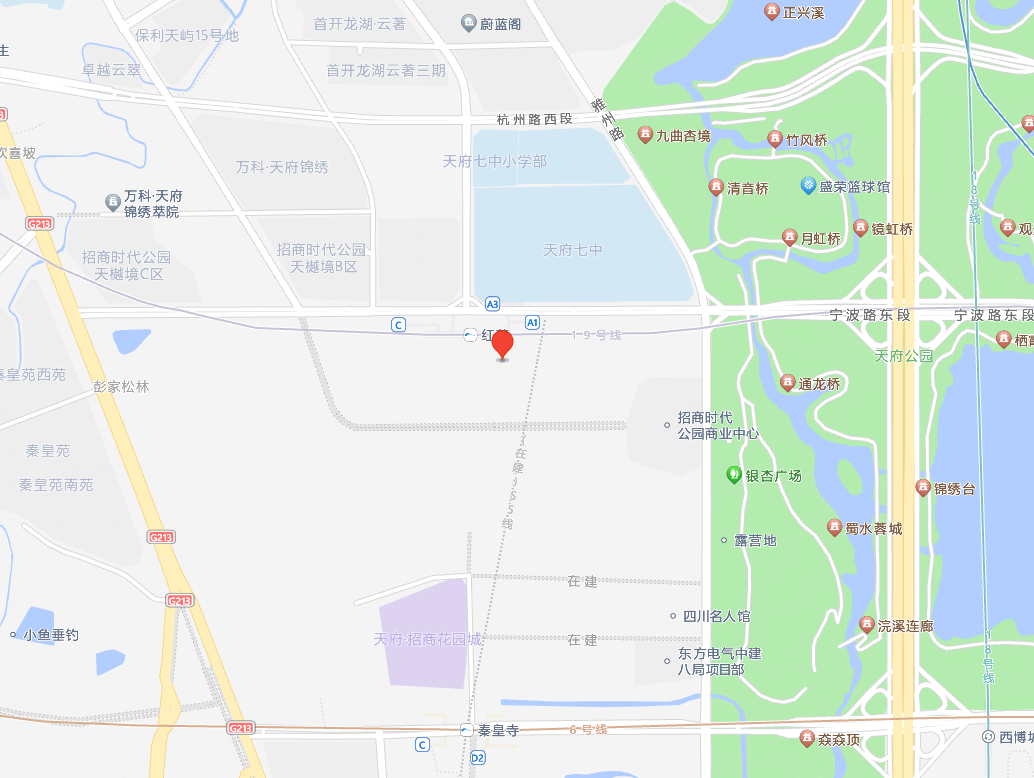 正兴溪
首开龙湖·云著
蔚蓝阁
保利天屿15号地
生
卓越云翠
首开龙湖云著三期
杭州路西段
雅州路
九曲杏境
竹风桥
欢喜坡
天府七中小学部
万科·天府锦绣
清音桥
盛荣篮球馆
18号线
万科·天府
锦绣萃院
G213
镜虹桥
观
月虹桥
天府七中
招商时代公园
天樾境C区
招商时代公园
天樾境B区
A3
宁波路东段
宁波路东段
C
A1
红
19号线
栖
天府公园
秦皇苑西苑
彭家松林
通龙桥
招商时代
公园商业中心
秦皇苑
在建S5线
银杏广场
秦皇苑南苑
锦绣台
蜀水蓉城
G213
露营地
在建
G213
四川名人馆
浣溪连廊
小鱼垂钓
天府·招商花园城
在建
18号线
东方电气中建
八局项目部
G213
秦皇寺
6号线
焱焱顶
西博城
C
D2